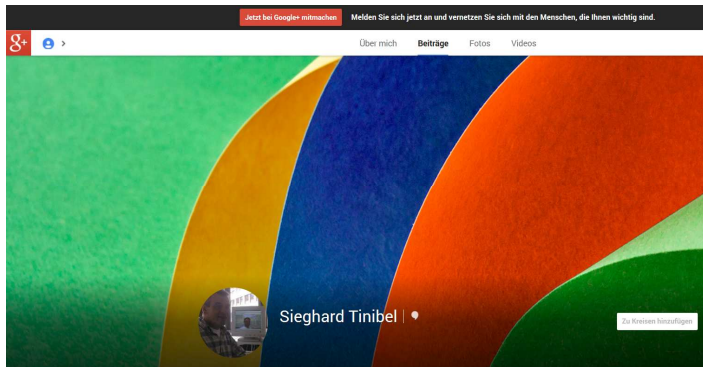 Jetzt bei Google+ mitmachen Melden Sie sich jetzt an und vernetzen Sie sich mit den Menschen, die Ihnen wichtig sind.
g+ Über mich Beiträge Fotos Videos
Sieghard Tinibel
Zu Kreisen hinzufügen